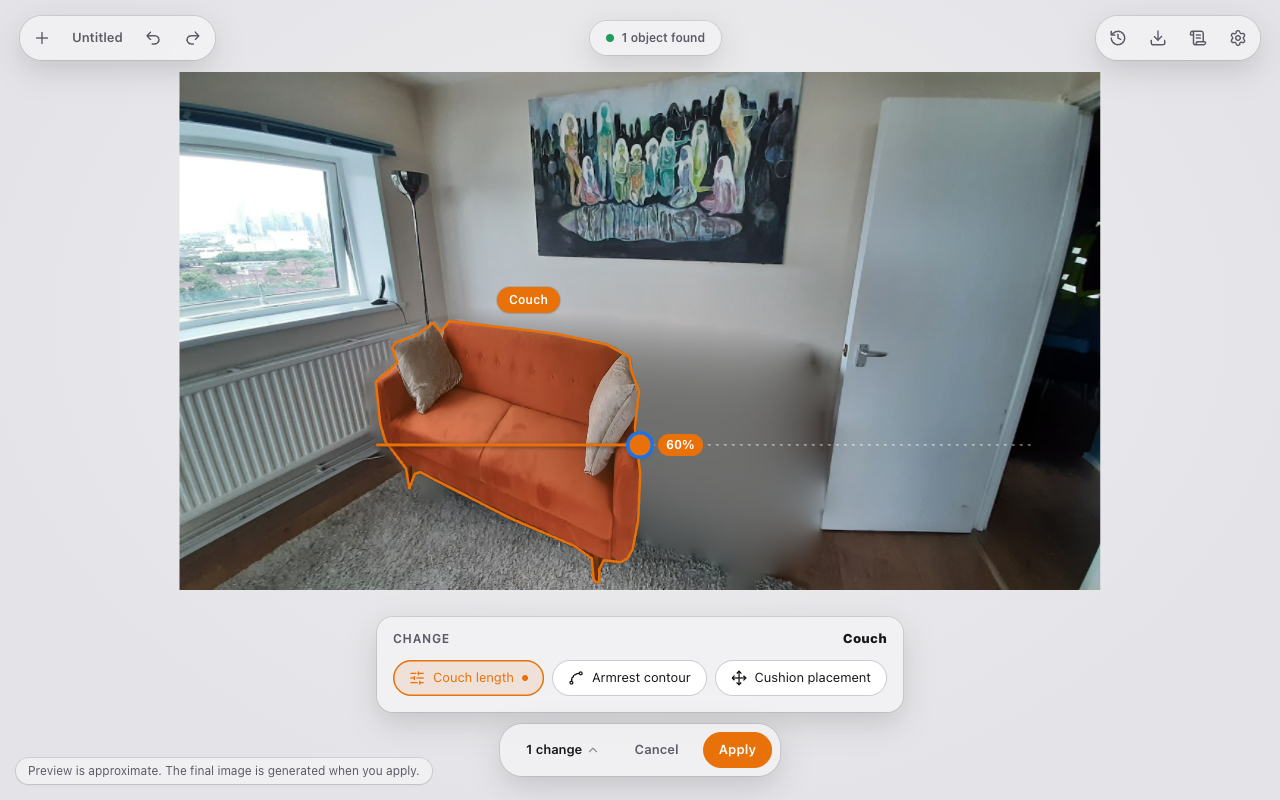 Untitled
1 object found
Couch
60%
CHANGE
Couch
Couch length
Armrest contour
Cushion placement
1 change
Cancel
Apply
Preview is approximate. The final image is generated when you apply.